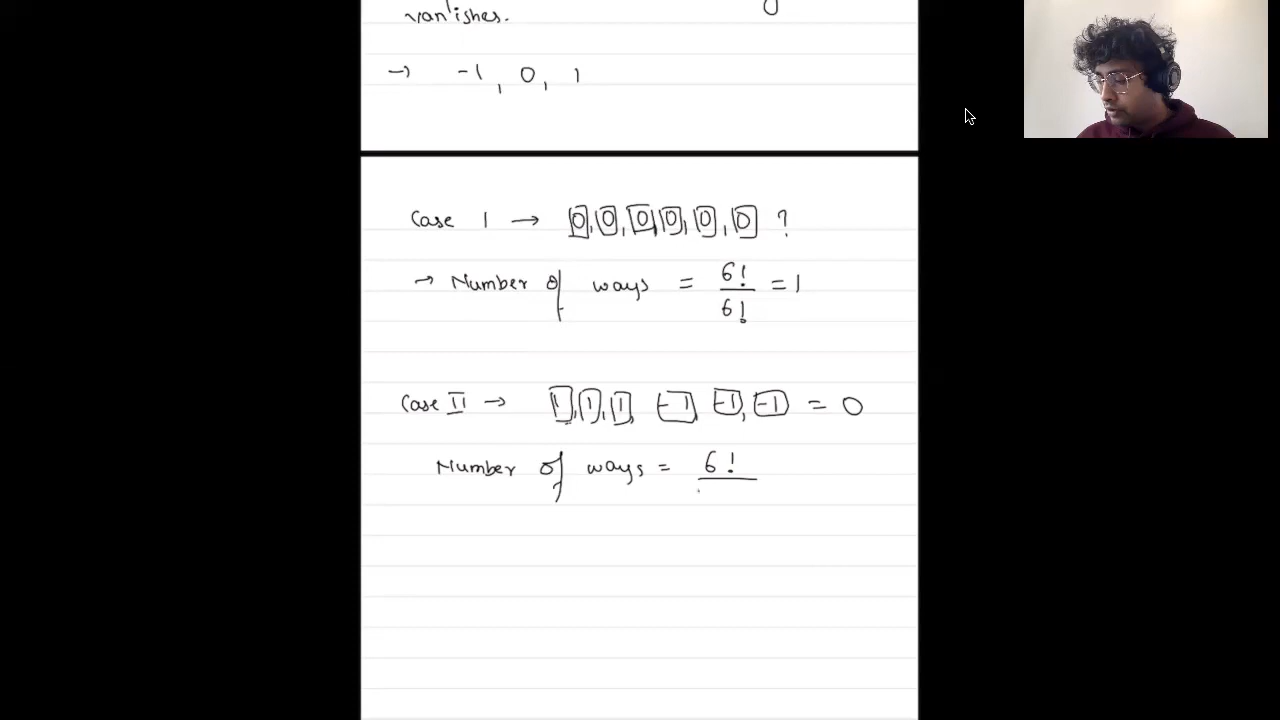 vanishes.
→ -1, 0, 1
Case 1 → 0, 0, 0, 0, 0, 0 ?
→ Number of ways = 6!/6! = 1
Case II → 1, 1, 1, -1, -1, -1 = 0
Number of ways = 6!